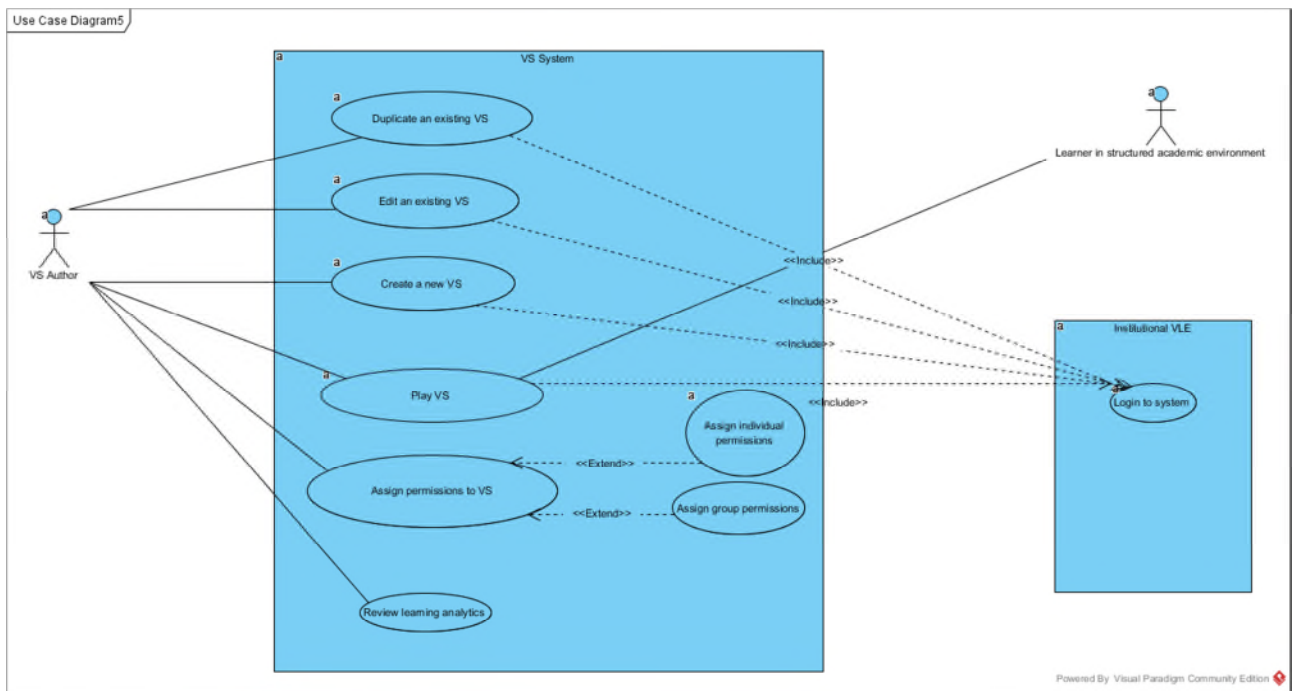 Use Case Diagram5
a
VS System
a
Duplicate an existing VS
a
Learner in structured academic environment
a
Edit an existing VS
a
VS Author
a
Create a new VS
<<Include>>
<<Include>>
<<Include>>
a
Institutional VLE
a
Play VS
<<Include>>
a
Login to system
a
Assign individual
permissions
<<Extend>>
Assign permissions to VS
<<Extend>>
Assign group permissions
Review learning analytics
Powered By Visual Paradigm Community Edition